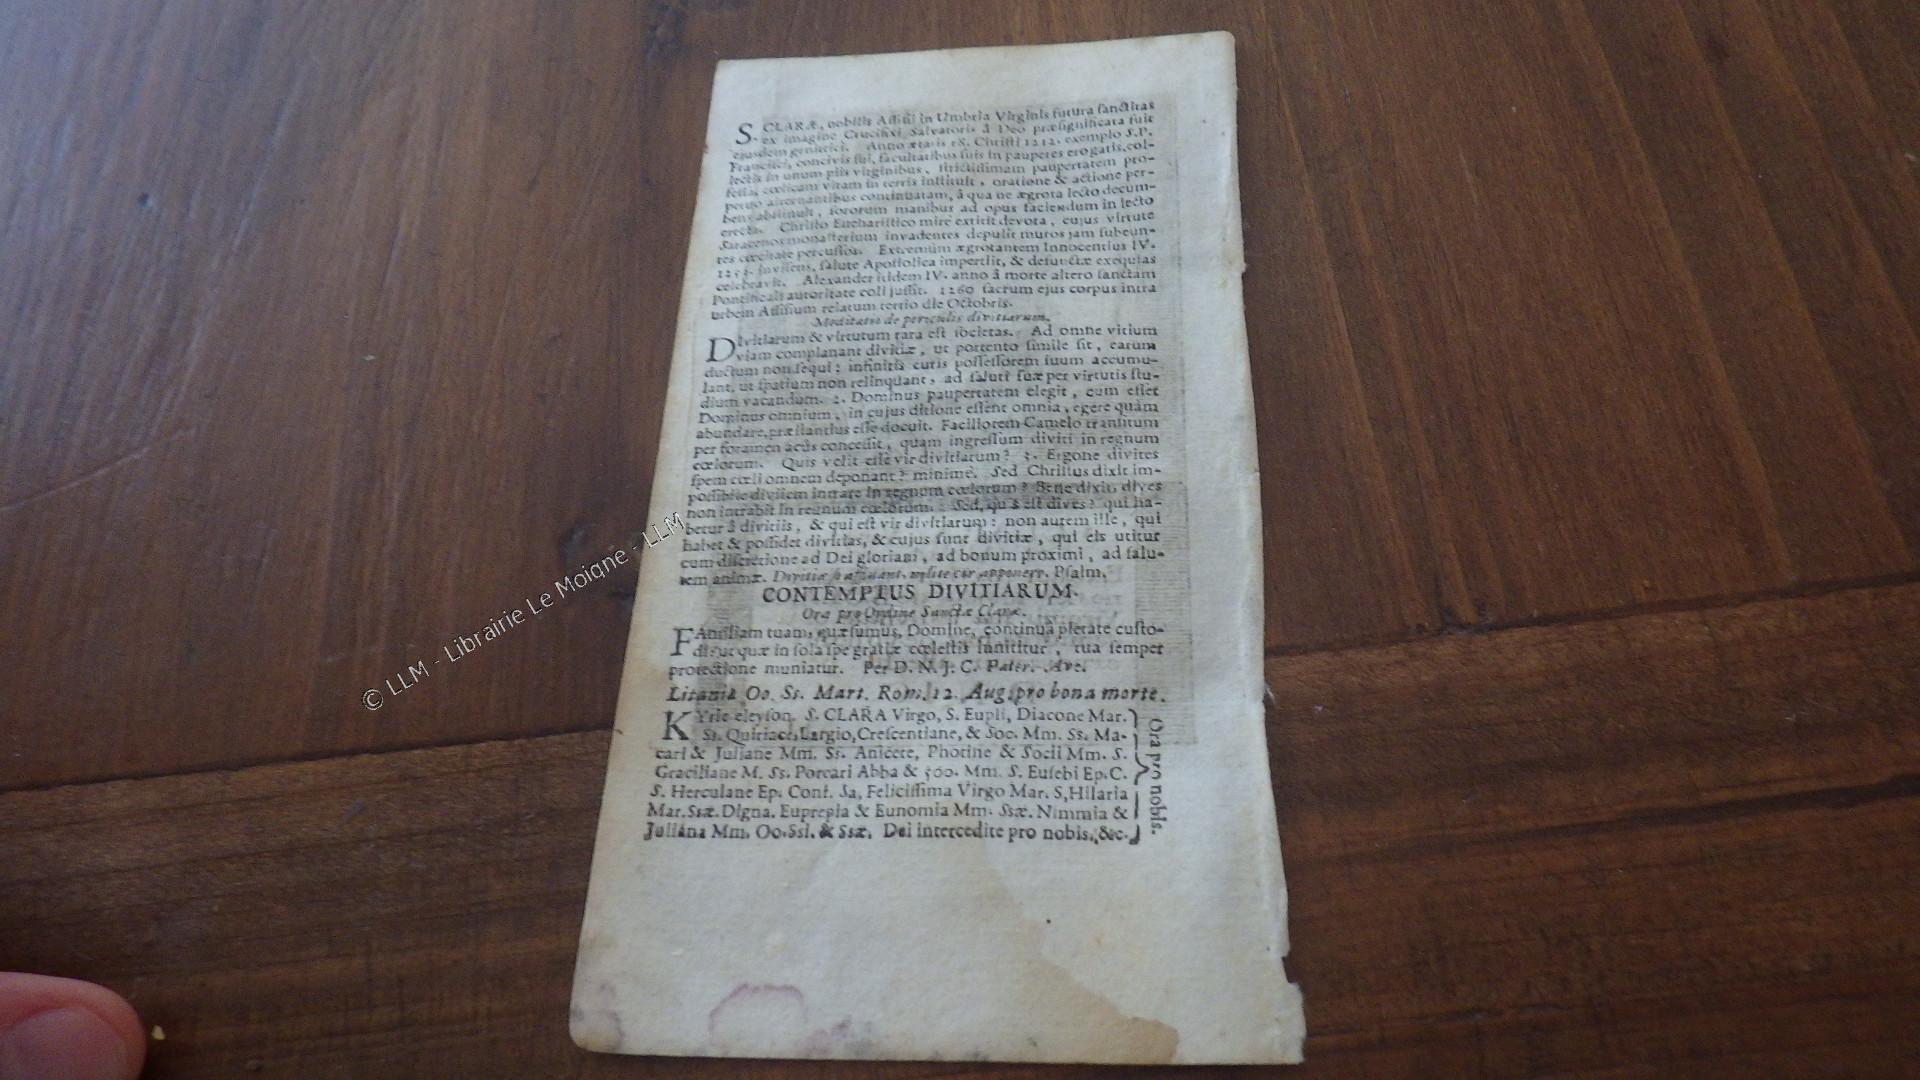 S. CLARÆ, nobilis Assisii in Umbria Virginis futura sanctitas
ex imagine Crucifixi Salvatoris à Deo præsignificata fuit
ejusdem genitrici. Anno ætatis 18. Christi 1212. exemplo S.P.
Francisci, concivis sui, facultatibus suis in pauperes erogatis, col-
lectis in unum piis virginibus, strictissimam paupertatem pro-
fessa, cœlicam vitam in terris instituit, oratione & actione per-
petuo alternantibus continuatam, à qua ne ægrota lecto decum-
bens abstinuit, sororum manibus ad opus faciendum in lecto
erecta. Christo Eucharistico mire extitit devota, cujus virtute
Saracenos monasterium invadentes depulit muros jam subeun-
tes cœcitate percussos. Extremùm ægrotantem Innocentius IV.
1253. invisens, salute Apostolica impertiit, & defunctæ exequias
celebravit. Alexander itidem IV. anno à morte altero sanctam
Pontificali autoritate coli jussit. 1260 sacrum ejus corpus intra
urbem Assisium relatum tertio die Octobris.
Meditatio de periculis divitiarum.
Divitiarum & virtutum rara est societas. Ad omne vitium
viam complanant divitiæ, ut portento simile sit, earum
ductum non sequi; infinitis curis possessorem suum accumu-
lant, ut spatium non relinquant, ad saluti suæ per virtutis stu-
dium vacandum. 2. Dominus paupertatem elegit, cum esset
Dominus omnium, in cujus ditione essent omnia, egere quàm
abundare, præstantius esse docuit. Faciliorem Camelo transitum
per foramen acûs concessit, quam ingressum diviti in regnum
cœlorum. Quis velit esse vir divitiarum? 3. Ergone divites
spem cœli omnem deponant? minimè. Sed Christus dixit im-
possibile divitem intrare in regnum cœlorum? Bene dixit, dives
non intrabit in regnum cœlorum. Sed, quis est dives? qui ha-
betur à divitiis, & qui est vir divitiarum: non autem ille, qui
habet & possidet divitias, & cujus sunt divitiæ, qui eis utitur
cum discretione ad Dei gloriam, ad bonum proximi, ad salu-
tem animæ. Divitiæ si affluant, nolite cor apponere. Psalm.
CONTEMPTUS DIVITIARUM.
Ora pro Ordine Sanctæ Claræ.
FAmiliam tuam, quæsumus, Domine, continuâ pietate custo-
di: ut quæ in sola spe gratiæ cœlestis innititur, tua semper
protectione muniatur. Per D. N. J. C. Pater. Ave.
Litania Oo. Ss. Mart. Rom. 12. Aug. pro bona morte.
KYrie eleyson. S. CLARA Virgo, S. Eupli, Diacone Mar.
Ss. Quiriace, Largio, Crescentiane, & Soc. Mm. Ss. Ma-
cari & Juliane Mm. Ss. Anicete, Photine & Socii Mm. S.
Graciliane M. Ss. Porcari Abba & 500. Mm. S. Eusebi Ep. C.
S. Herculane Ep. Conf. Sa, Felicissima Virgo Mar. S, Hilaria
Mar. Ssæ. Digna. Euprepia & Eunomia Mm. Ssæ. Nimmia &
Juliana Mm. Oo. Ssi. & Ssæ. Dei intercedite pro nobis, &c.
Ora pro nobis.
© LLM - Librairie Le Moigne - LLM